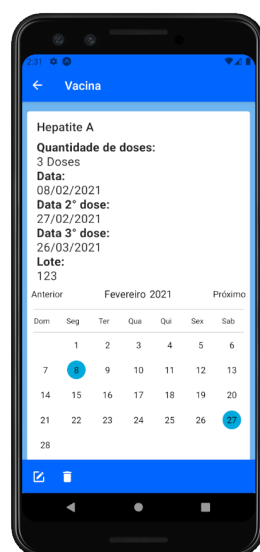 2:31
Vacina
Hepatite A
Quantidade de doses:
3 Doses
Data:
08/02/2021
Data 2° dose:
27/02/2021
Data 3° dose:
26/03/2021
Lote:
123
Anterior Fevereiro 2021 Próximo
Dom Seg Ter Qua Qui Sex Sab
1 2 3 4 5 6
7 8 9 10 11 12 13
14 15 16 17 18 19 20
21 22 23 24 25 26 27
28